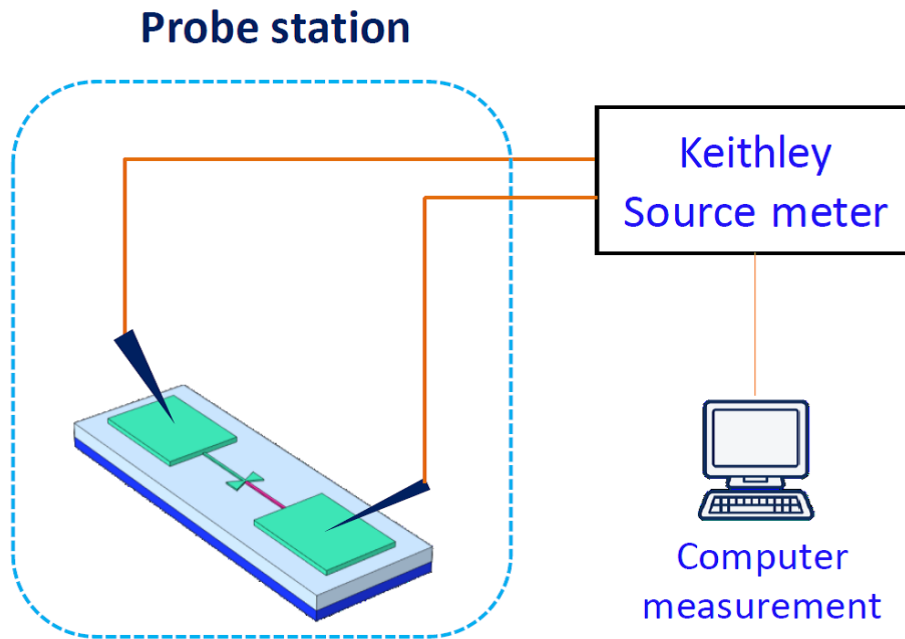 Probe station
Keithley
Source meter
Computer
measurement